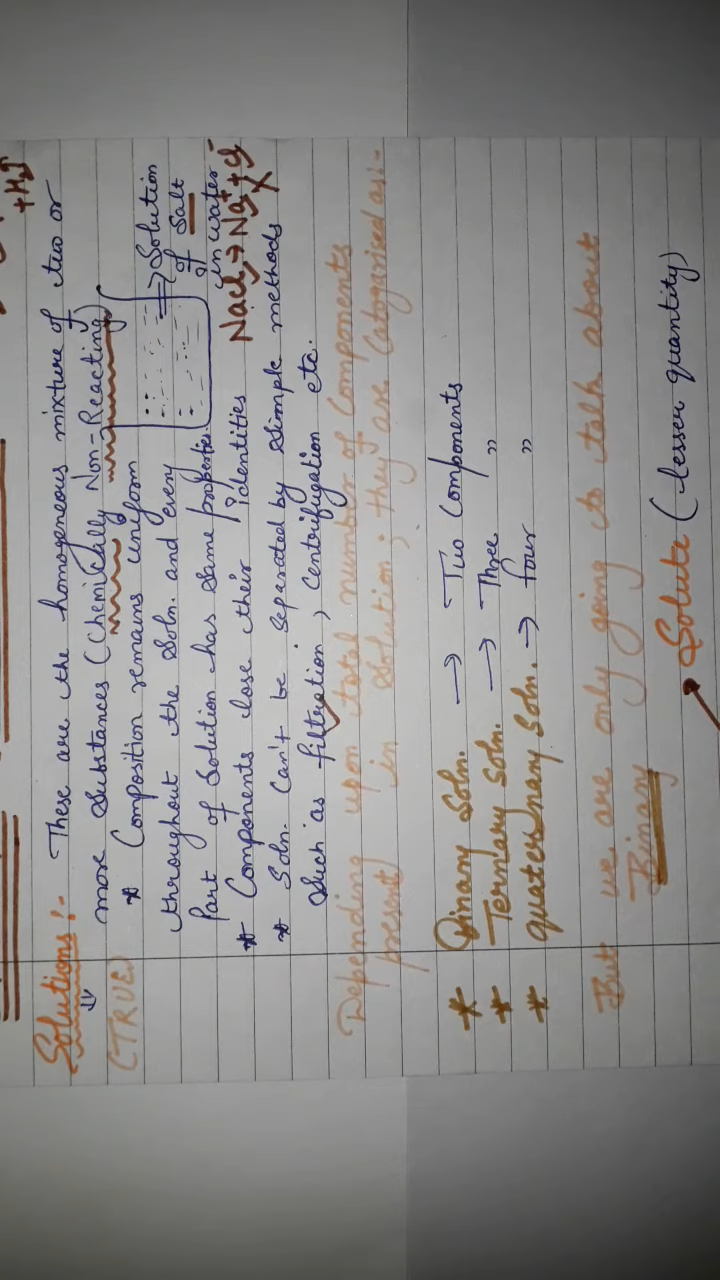 + H₂↑
Solutions :- These are the homogeneous mixture of two or
⇓ more Substances (Chemically Non-Reacting)
(TRUE) * Composition remains uniform
throughout the Soln. and every
Part of Solution has Same properties.
⇒ Solution
of Salt
in water
* Components lose their identities
NaCl → Na⁺ + Cl⁻
* Soln. Can't be separated by Simple methods
Such as filteration, Centrifugation etc.
Depending upon total number of Components
present in Solution; they are Categorised as:-
* Binary Soln. → Two Components
* Ternary Soln. → Three "
* quaternary Soln. → four "
But we are only going to talk about
Binary
Solute (lesser quantity)